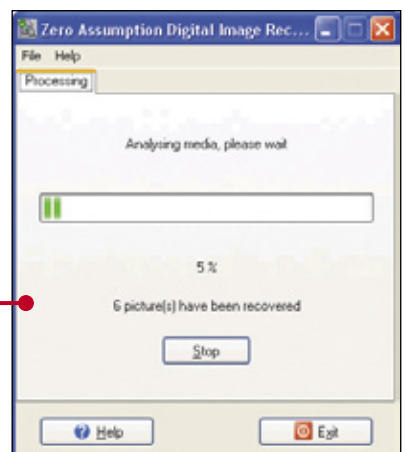 Zero Assumption Digital Image Rec...
File Help
Processing
Analysing media, please wait
5 %
6 picture(s) have been recovered
Stop
Help Exit